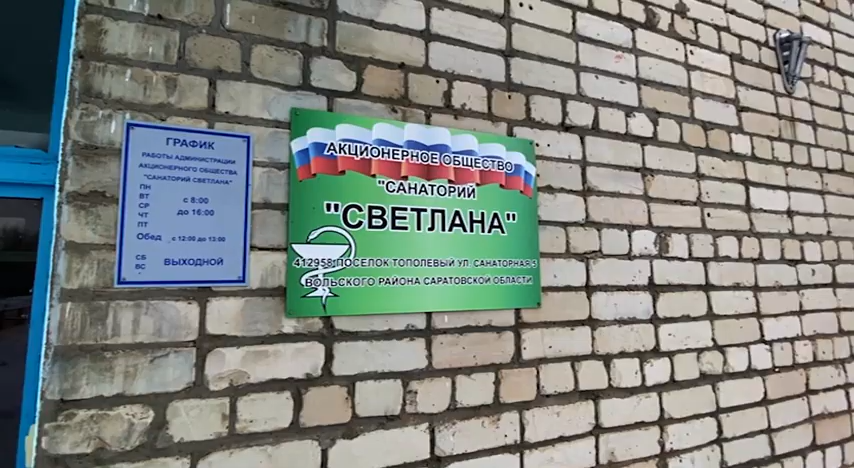 ГРАФИК
РАБОТЫ АДМИНИСТРАЦИИ
АКЦИОНЕРНОГО ОБЩЕСТВА
"САНАТОРИЙ СВЕТЛАНА"
ПН
ВТ с 8:00
СР до 16:00
ЧТ
ПТ
Обед с 12:00 до 13:00
СБ ВЫХОДНОЙ
ВС
АКЦИОНЕРНОЕ ОБЩЕСТВО
"САНАТОРИЙ
"СВЕТЛАНА"
412958 ПОСЕЛОК ТОПОЛЕВЫЙ УЛ. САНАТОРНАЯ 5
ВОЛЬСКОГО РАЙОНА САРАТОВСКОЙ ОБЛАСТИ